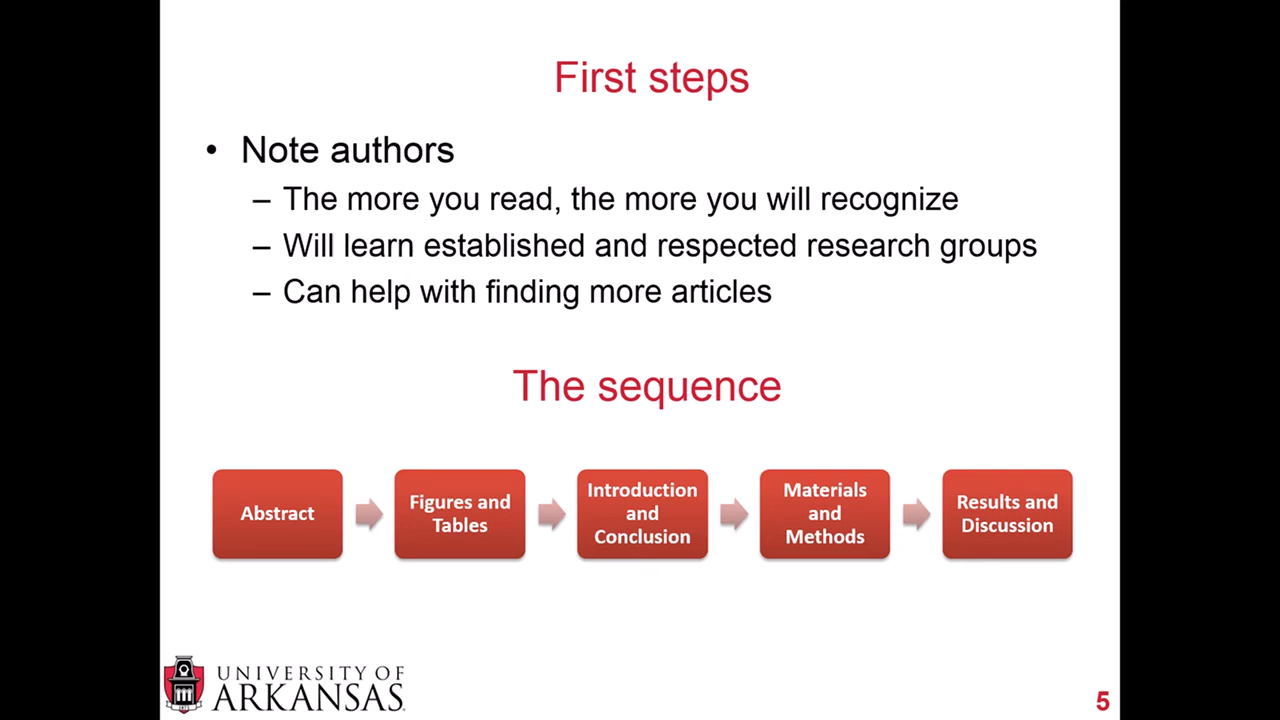 First steps
• Note authors
– The more you read, the more you will recognize
– Will learn established and respected research groups
– Can help with finding more articles
The sequence
Abstract
Figures and
Tables
Introduction
and
Conclusion
Materials
and
Methods
Results and
Discussion
UNIVERSITY OF
ARKANSAS
5